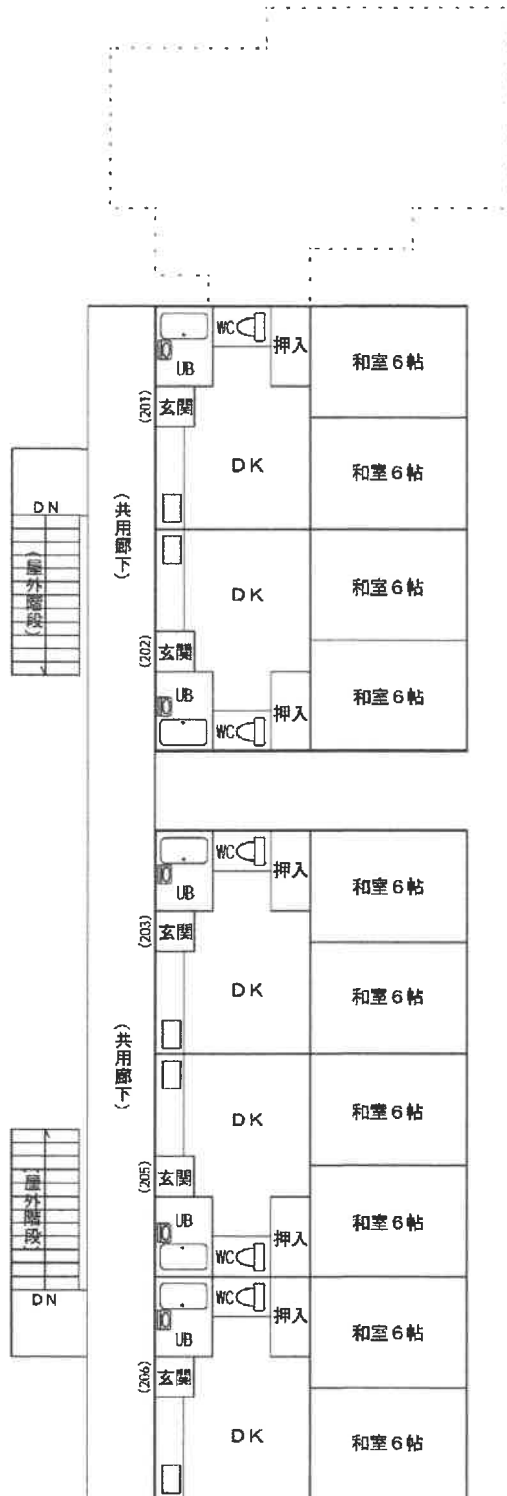 WC
押入
UB
和室6帖
(201)
玄関
DK
和室6帖
DN
(共用廊下)
(屋外階段)
DK
和室6帖
(202)
玄関
UB
WC
押入
和室6帖
WC
押入
UB
和室6帖
(203)
玄関
DK
和室6帖
(共用廊下)
DK
和室6帖
(205)
玄関
(屋外階段)
UB
WC
押入
和室6帖
DN
WC
押入
UB
和室6帖
(206)
玄関
DK
和室6帖